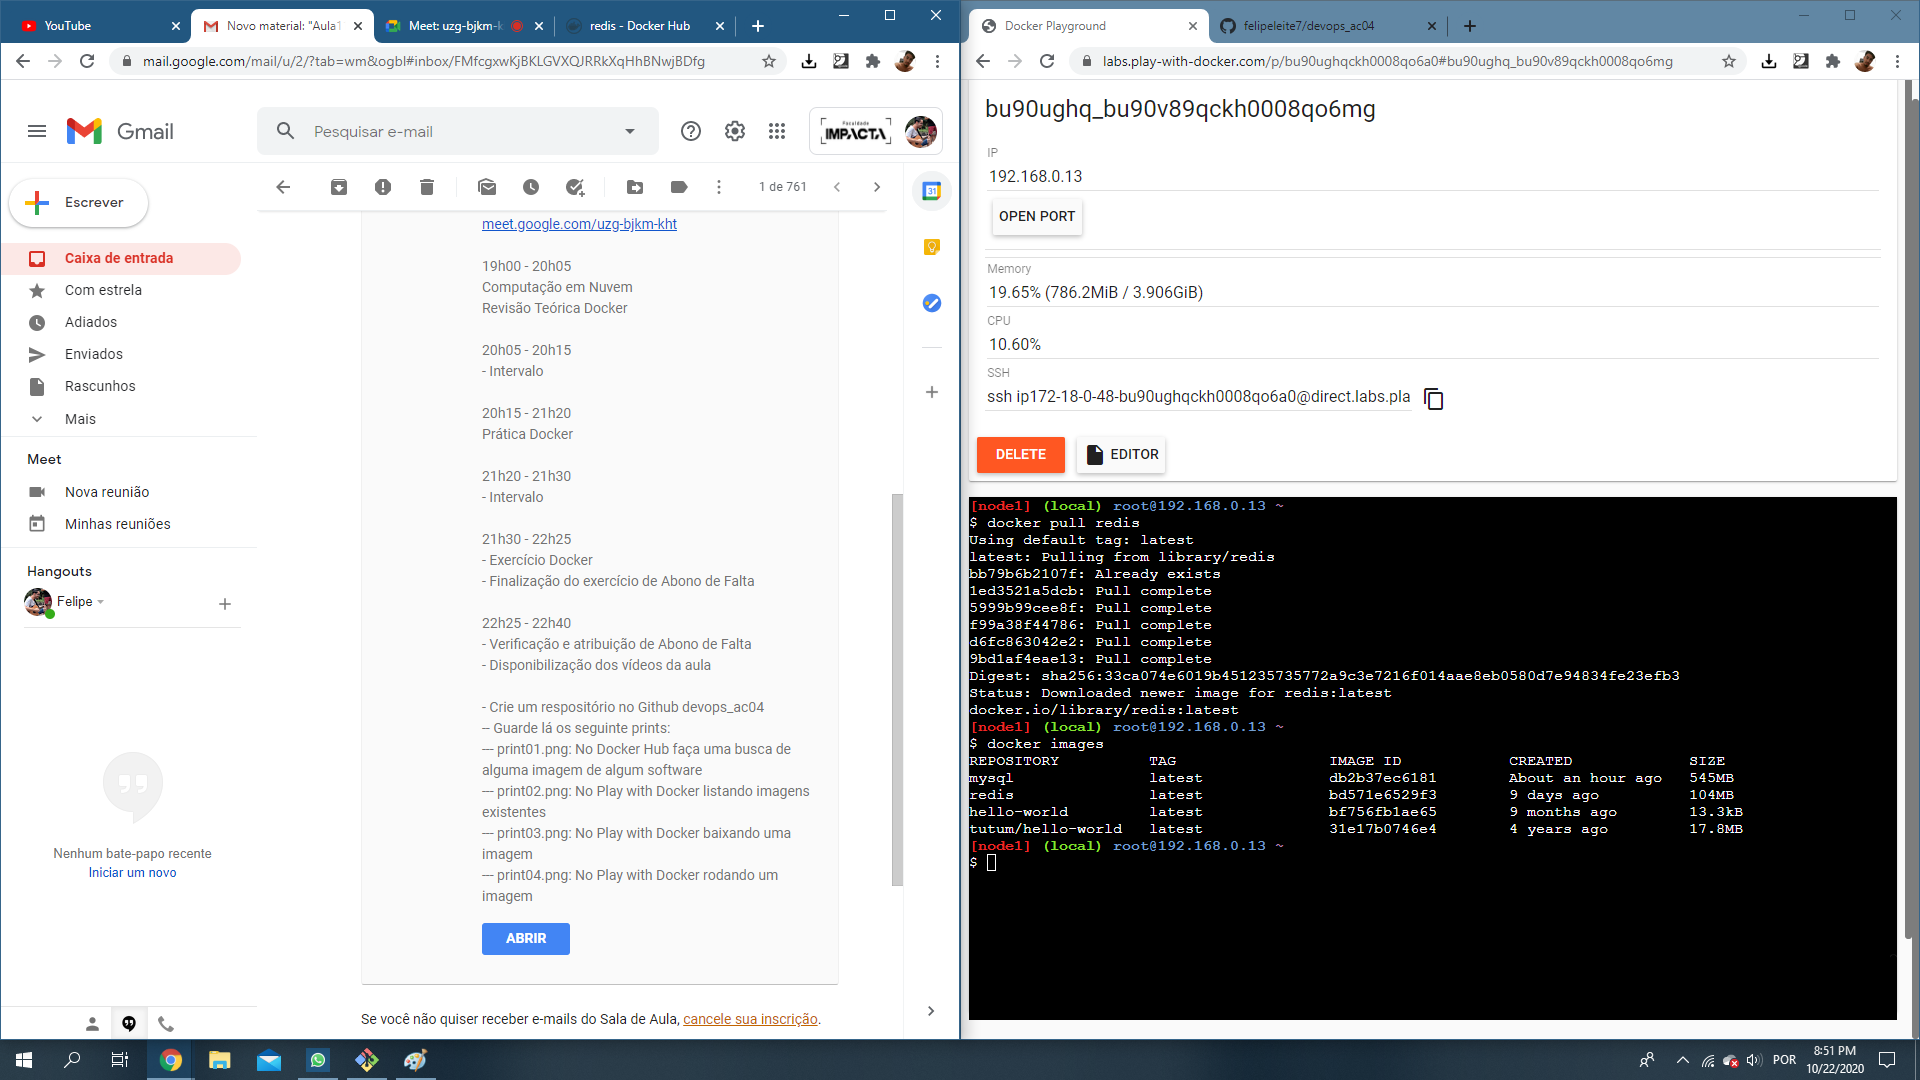 YouTube
Novo material: "Aula1
Meet: uzg-bjkm-k
redis - Docker Hub
mail.google.com/mail/u/2/?tab=wm&ogbl#inbox/FMfcgxwKjBKLGVXQJRRkXqHhBNwjBDfg
Gmail
Pesquisar e-mail
Faculdade
IMPACTA
Escrever
1 de 761
Caixa de entrada
Com estrela
Adiados
Enviados
Rascunhos
Mais
Meet
Nova reunião
Minhas reuniões
Hangouts
Felipe
Nenhum bate-papo recente
Iniciar um novo
meet.google.com/uzg-bjkm-kht
19h00 - 20h05
Computação em Nuvem
Revisão Teórica Docker
20h05 - 20h15
- Intervalo
20h15 - 21h20
Prática Docker
21h20 - 21h30
- Intervalo
21h30 - 22h25
- Exercício Docker
- Finalização do exercício de Abono de Falta
22h25 - 22h40
- Verificação e atribuição de Abono de Falta
- Disponibilização dos vídeos da aula
- Crie um respositório no Github devops_ac04
-- Guarde lá os seguinte prints:
--- print01.png: No Docker Hub faça uma busca de
alguma imagem de algum software
--- print02.png: No Play with Docker listando imagens
existentes
--- print03.png: No Play with Docker baixando uma
imagem
--- print04.png: No Play with Docker rodando um
imagem
ABRIR
Se você não quiser receber e-mails do Sala de Aula, cancele sua inscrição.
31
Docker Playground
felipeleite7/devops_ac04
labs.play-with-docker.com/p/bu90ughqckh0008qo6a0#bu90ughq_bu90v89qckh0008qo6mg
bu90ughq_bu90v89qckh0008qo6mg
IP
192.168.0.13
OPEN PORT
Memory
19.65% (786.2MiB / 3.906GiB)
CPU
10.60%
SSH
ssh ip172-18-0-48-bu90ughqckh0008qo6a0@direct.labs.pla
DELETE
EDITOR
[node1] (local) root@192.168.0.13 ~
$ docker pull redis
Using default tag: latest
latest: Pulling from library/redis
bb79b6b2107f: Already exists
1ed3521a5dcb: Pull complete
5999b99cee8f: Pull complete
f99a38f44786: Pull complete
d6fc863042e2: Pull complete
9bd1af4eae13: Pull complete
Digest: sha256:33ca074e6019b451235735772a9c3e7216f014aae8eb0580d7e94834fe23efb3
Status: Downloaded newer image for redis:latest
docker.io/library/redis:latest
[node1] (local) root@192.168.0.13 ~
$ docker images
REPOSITORY TAG IMAGE ID CREATED SIZE
mysql latest db2b37ec6181 About an hour ago 545MB
redis latest bd571e6529f3 9 days ago 104MB
hello-world latest bf756fb1ae65 9 months ago 13.3kB
tutum/hello-world latest 31e17b0746e4 4 years ago 17.8MB
[node1] (local) root@192.168.0.13 ~
$
POR
8:51 PM
10/22/2020